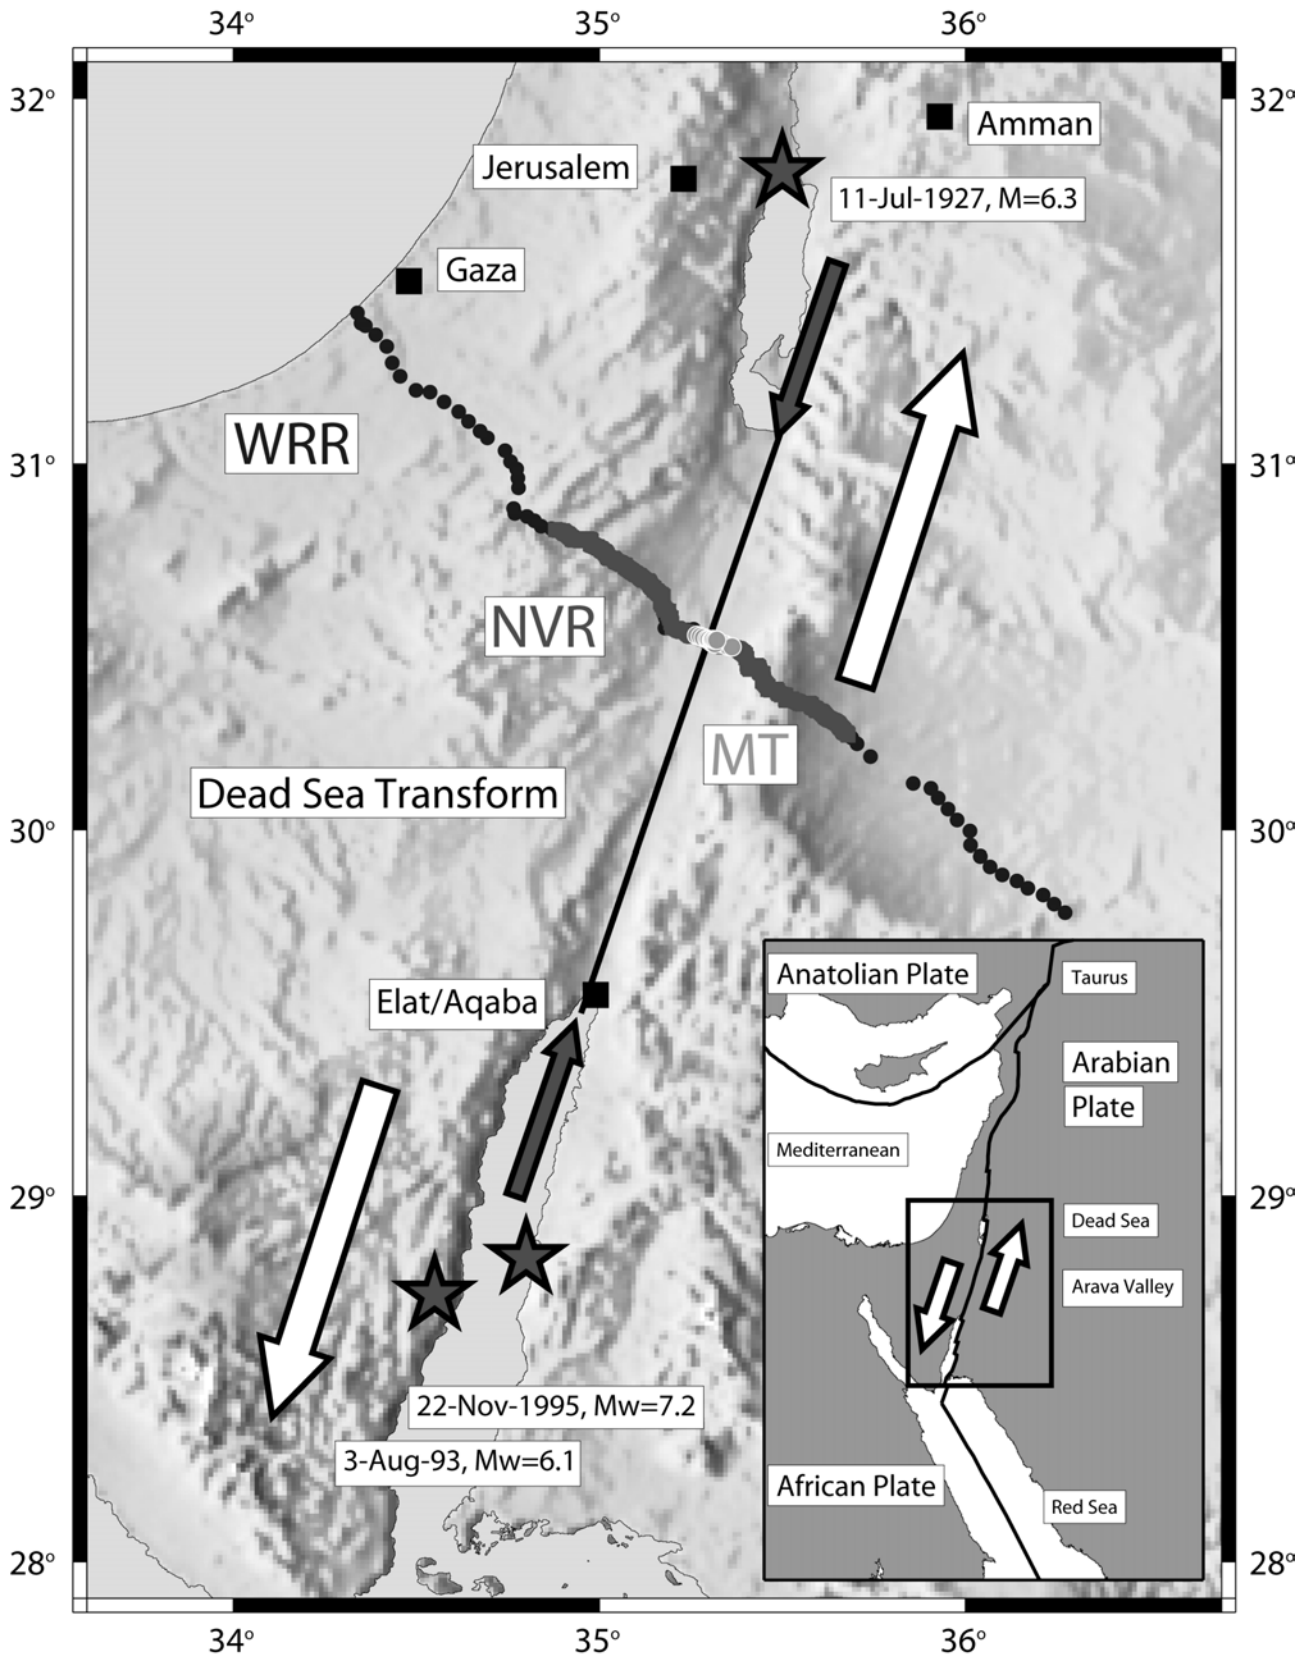 34°
35°
36°
32°
32°
Amman
Jerusalem
11-Jul-1927, M=6.3
Gaza
WRR
31°
31°
NVR
MT
Dead Sea Transform
30°
30°
Elat/Aqaba
Anatolian Plate
Taurus
Arabian
Plate
Mediterranean
29°
29°
Dead Sea
Arava Valley
22-Nov-1995, Mw=7.2
3-Aug-93, Mw=6.1
African Plate
Red Sea
28°
28°
34°
35°
36°